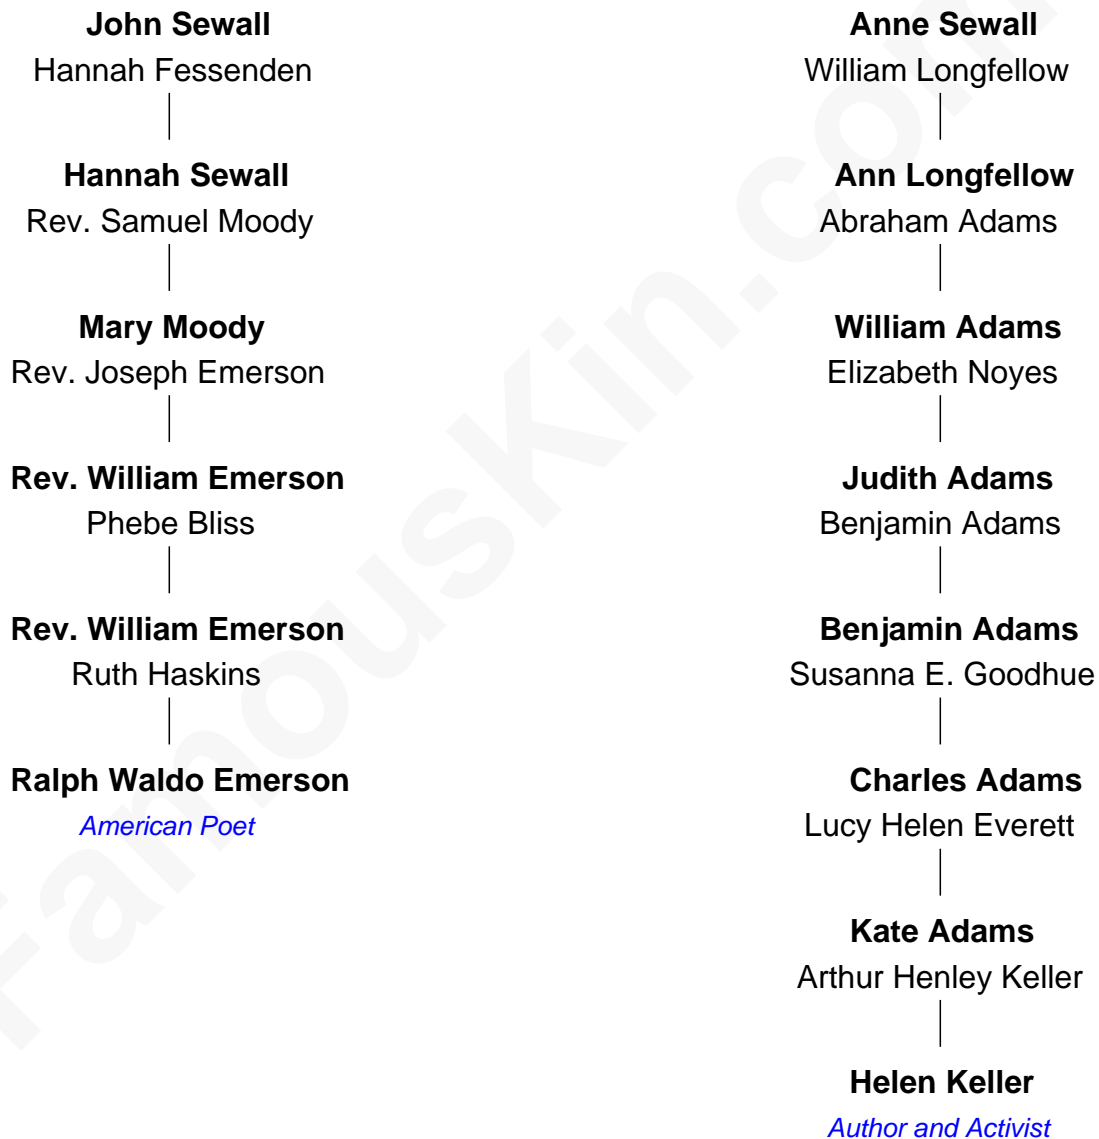 John Sewall
Hannah Fessenden
Hannah Sewall
Rev. Samuel Moody
Mary Moody
Rev. Joseph Emerson
Rev. William Emerson
Phebe Bliss
Rev. William Emerson
Ruth Haskins
Ralph Waldo Emerson
American Poet
Anne Sewall
William Longfellow
Ann Longfellow
Abraham Adams
William Adams
Elizabeth Noyes
Judith Adams
Benjamin Adams
Benjamin Adams
Susanna E. Goodhue
Charles Adams
Lucy Helen Everett
Kate Adams
Arthur Henley Keller
Helen Keller
Author and Activist
FamousKin.com